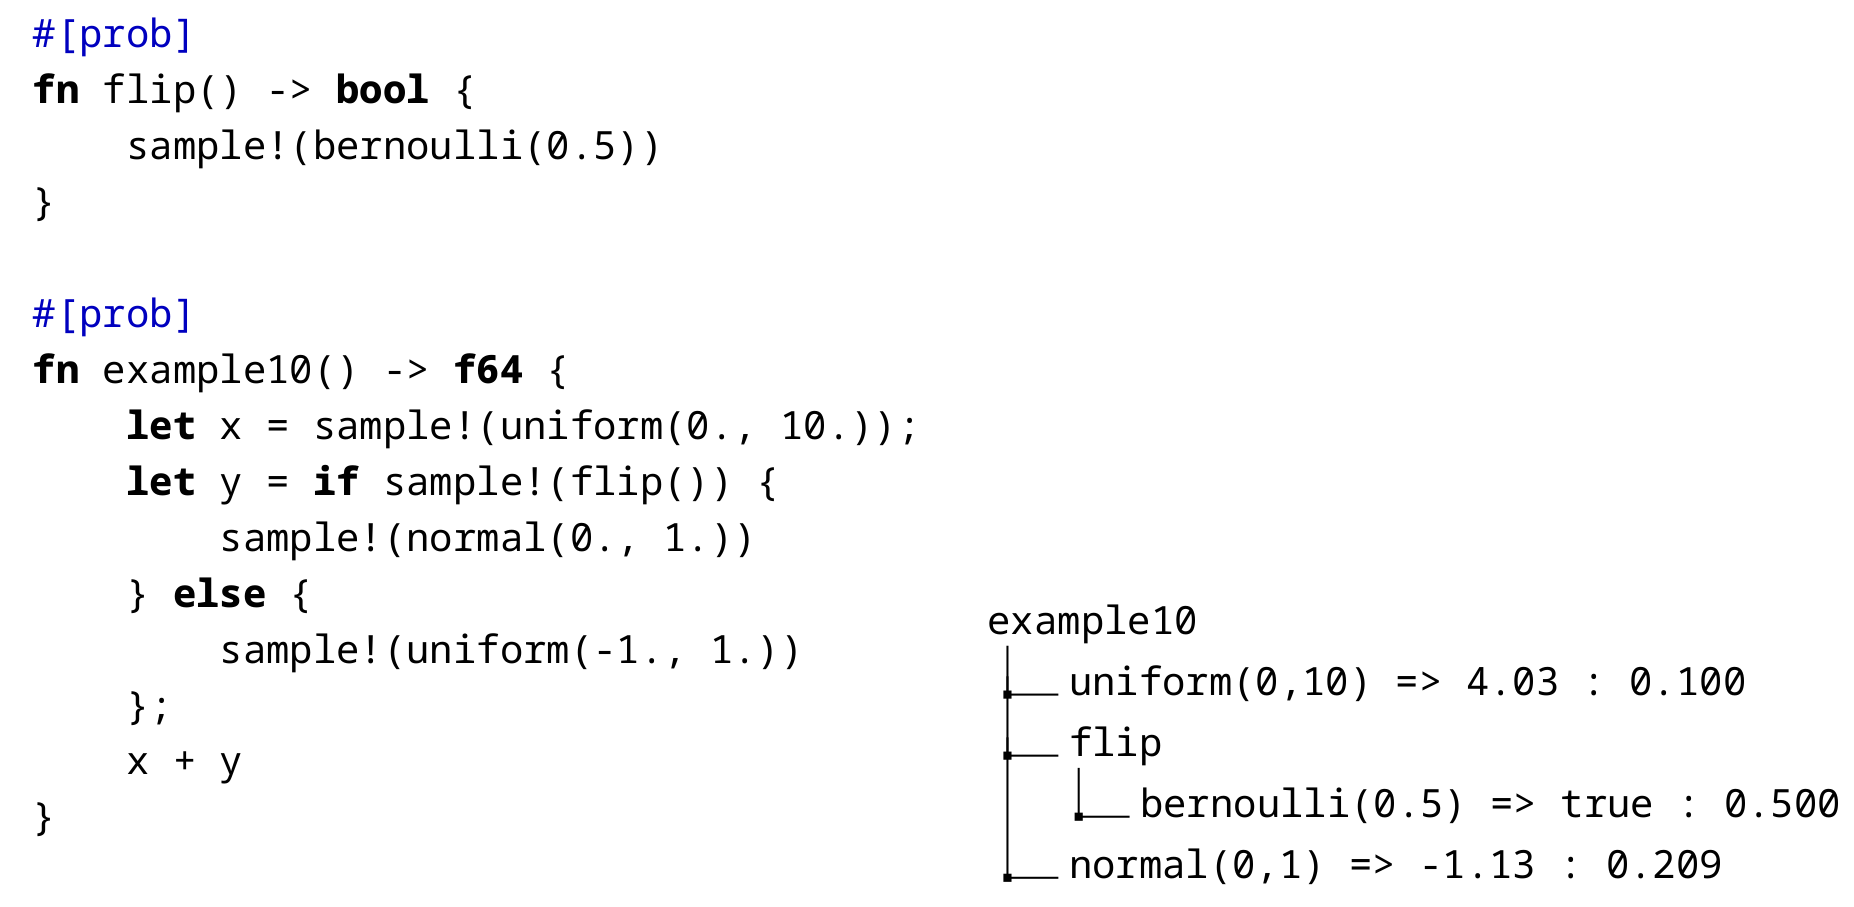 #[prob]
fn flip() -> bool {
    sample!(bernoulli(0.5))
}

#[prob]
fn example10() -> f64 {
    let x = sample!(uniform(0., 10.));
    let y = if sample!(flip()) {
        sample!(normal(0., 1.))
    } else {
        sample!(uniform(-1., 1.))
    };
    x + y
}
example10
uniform(0,10) => 4.03 : 0.100
flip
bernoulli(0.5) => true : 0.500
normal(0,1) => -1.13 : 0.209